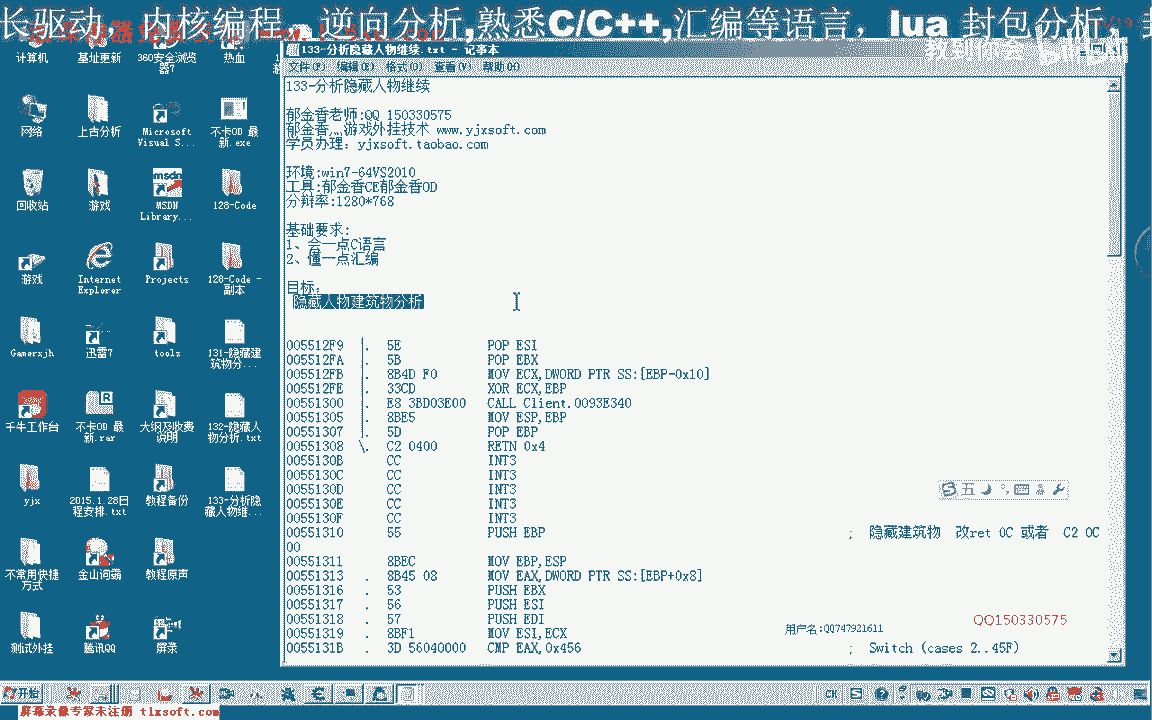 长驱动、内核编程、逆向分析,熟悉C/C++,汇编等语言，lua 封包分析，
133-分析隐藏人物继续.txt - 记事本
文件(F) 编辑(E) 格式(O) 查看(V) 帮助(H)
133-分析隐藏人物继续
郁金香老师:QQ 150330575
郁金香 游戏外挂技术 www.yjxsoft.com
学员办理: yjxsoft.taobao.com
环境:win7-64VS2010
工具:郁金香CE郁金香OD
分辩率:1280*768
基础要求:
1、会一点C语言
2、懂一点汇编
目标:
隐藏人物建筑物分析
005512F9 |. 5E POP ESI
005512FA |. 5B POP EBX
005512FB |. 8B4D F0 MOV ECX,DWORD PTR SS:[EBP-0x10]
005512FE |. 33CD XOR ECX,EBP
00551300 |. E8 3BD03E00 CALL Client.0093E340
00551305 |. 8BE5 MOV ESP,EBP
00551307 |. 5D POP EBP
00551308 \. C2 0400 RETN 0x4
0055130B CC INT3
0055130C CC INT3
0055130D CC INT3
0055130E CC INT3
0055130F CC INT3
00551310 55 PUSH EBP ; 隐藏建筑物 改ret 0C 或者 C2 0C
00
00551311 8BEC MOV EBP,ESP
00551313 . 8B45 08 MOV EAX,DWORD PTR SS:[EBP+0x8]
00551316 . 53 PUSH EBX
00551317 . 56 PUSH ESI
00551318 . 57 PUSH EDI
00551319 . 8BF1 MOV ESI,ECX
0055131B . 3D 56040000 CMP EAX,0x456 ; Switch (cases 2..45F)
计算机
基址更新
360安全浏览器7
热血
网络
上古分析
Microsoft Visual S...
不卡OD 最新.exe
回收站
游戏
MSDN Library...
128-Code
游戏
Internet Explorer
Projects
128-Code - 副本
Gamerxjh
迅雷7
tools
131-隐藏建筑物分...
千牛工作台
不卡OD 最新.rar
大纲及收费说明
132-隐藏人物分析.txt
yjx
2015.1.28日程安排.txt
教程备份
133-分析隐藏人物继...
不常用快捷方式
金山词霸
教程原声
测试外挂
腾讯QQ
屏录
五
用户名:QQ747921611
QQ150330575
开始
CH
屏幕录像专家未注册 tlxsoft.com